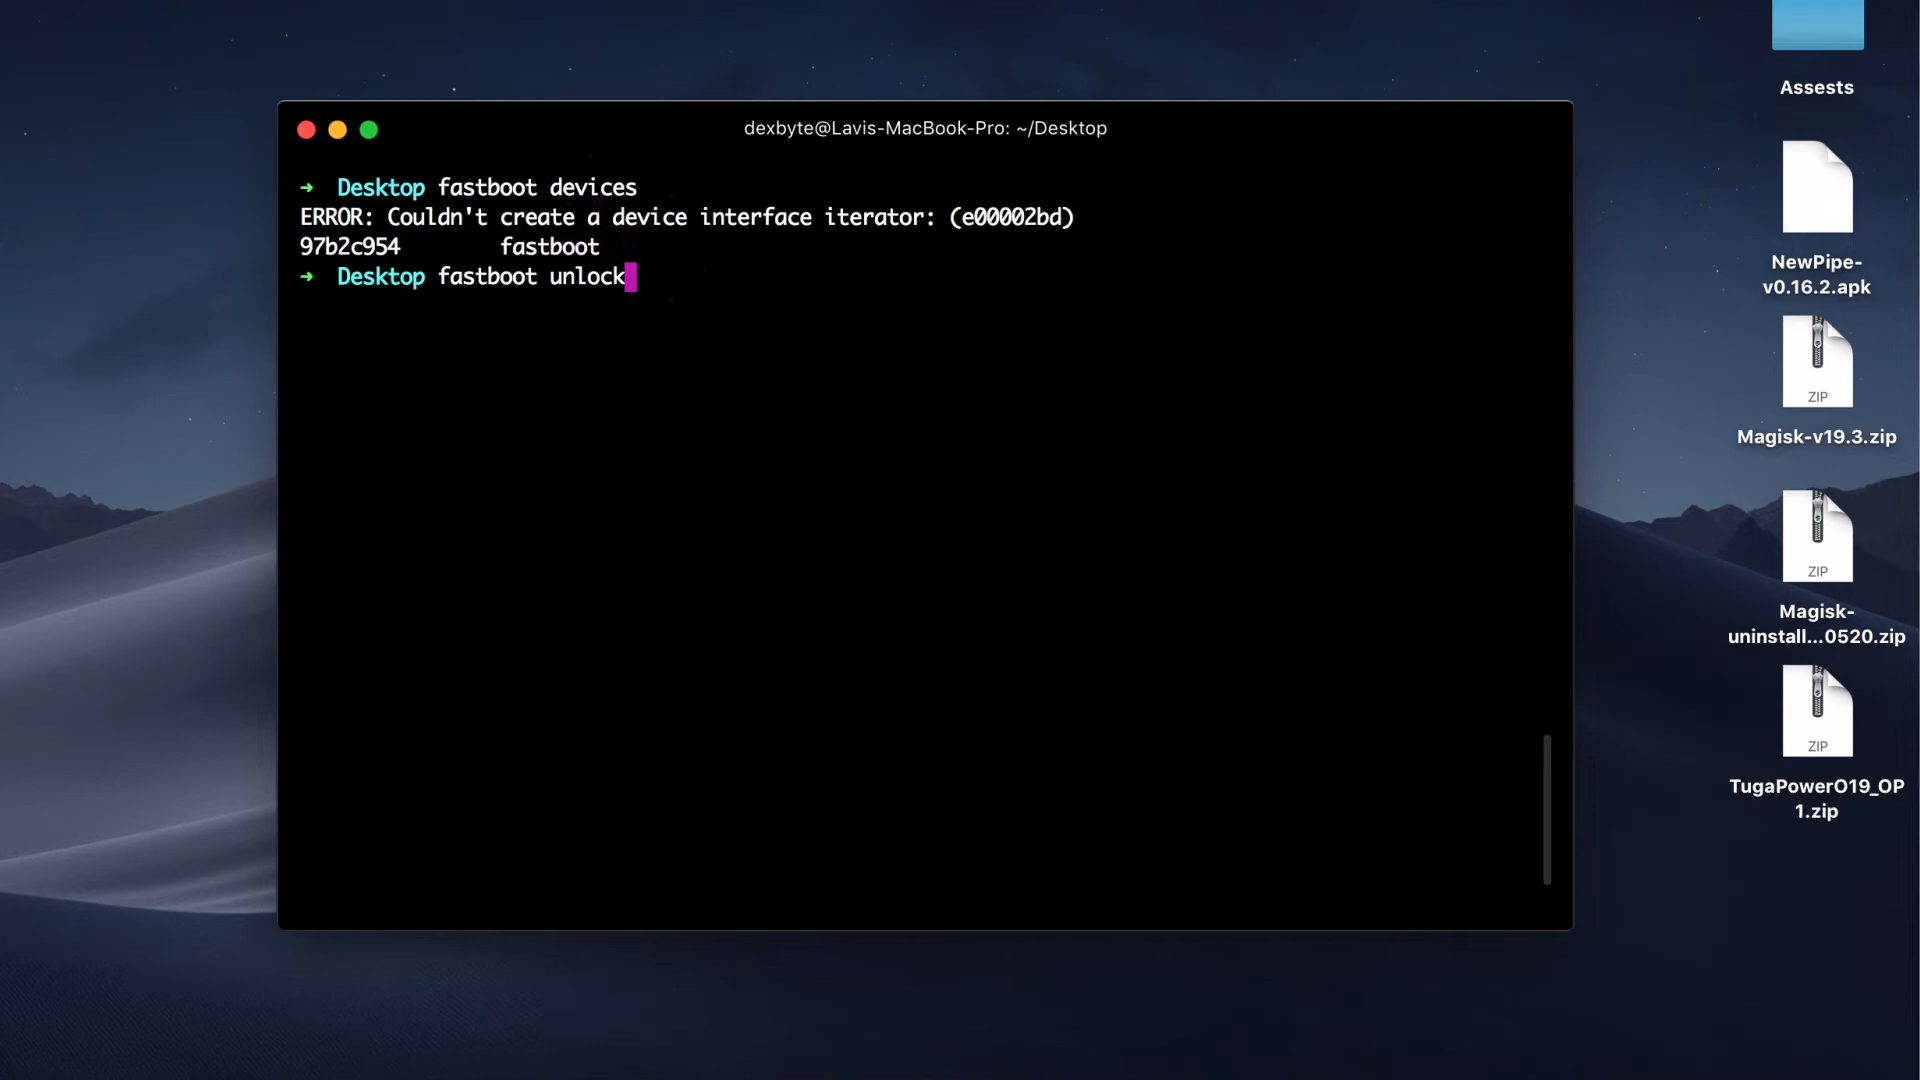 dexbyte@Lavis-MacBook-Pro: ~/Desktop
➜ Desktop fastboot devices
ERROR: Couldn't create a device interface iterator: (e00002bd)
97b2c954 fastboot
➜ Desktop fastboot unlock
Assests
NewPipe-
v0.16.2.apk
ZIP
Magisk-v19.3.zip
ZIP
Magisk-
uninstall...0520.zip
ZIP
TugaPowerO19_OP
1.zip